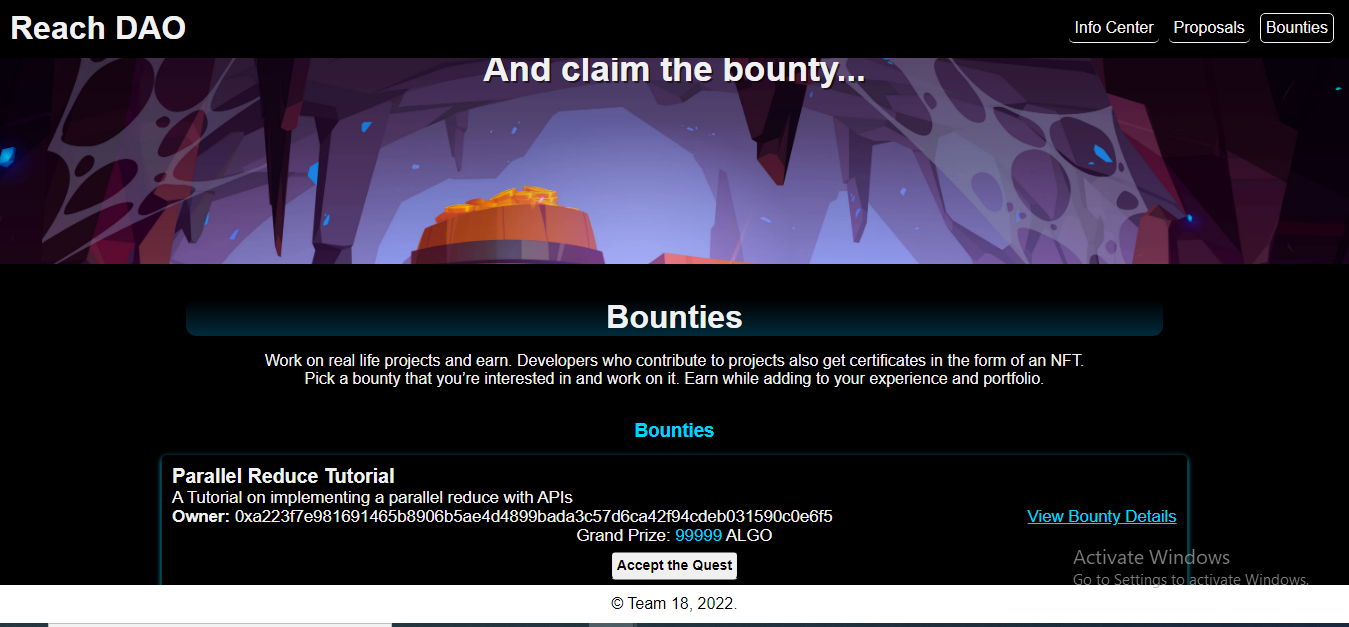 Reach DAO
Info Center
Proposals
Bounties
And claim the bounty...
Bounties
Work on real life projects and earn. Developers who contribute to projects also get certificates in the form of an NFT.
Pick a bounty that you’re interested in and work on it. Earn while adding to your experience and portfolio.
Bounties
Parallel Reduce Tutorial
A Tutorial on implementing a parallel reduce with APIs
Owner: 0xa223f7e981691465b8906b5ae4d4899bada3c57d6ca42f94cdeb031590c0e6f5
View Bounty Details
Grand Prize: 99999 ALGO
Accept the Quest
Activate Windows
Go to Settings to activate Windows.
© Team 18, 2022.